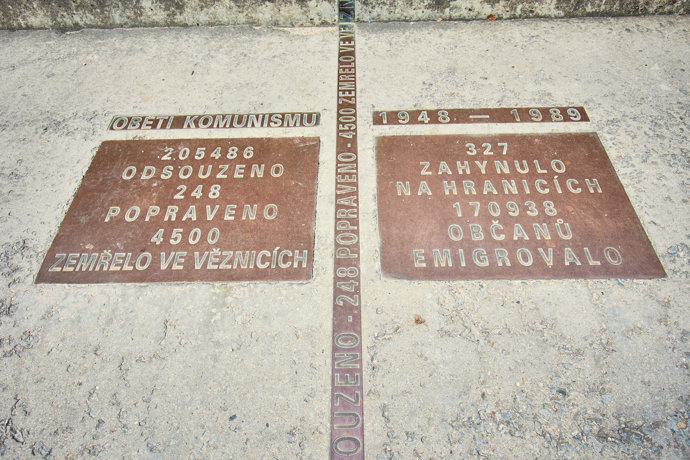 OBĚTI KOMUNISMU
205486
ODSOUZENO
248
POPRAVENO
4500
ZEMŘELO VE VĚZNICÍCH
OUZENO - 248 POPRAVENO - 4500 ZEMŘELO VE
1948 — 1989
327
ZAHYNULO
NA HRANICÍCH
170938
OBČANŮ
EMIGROVALO